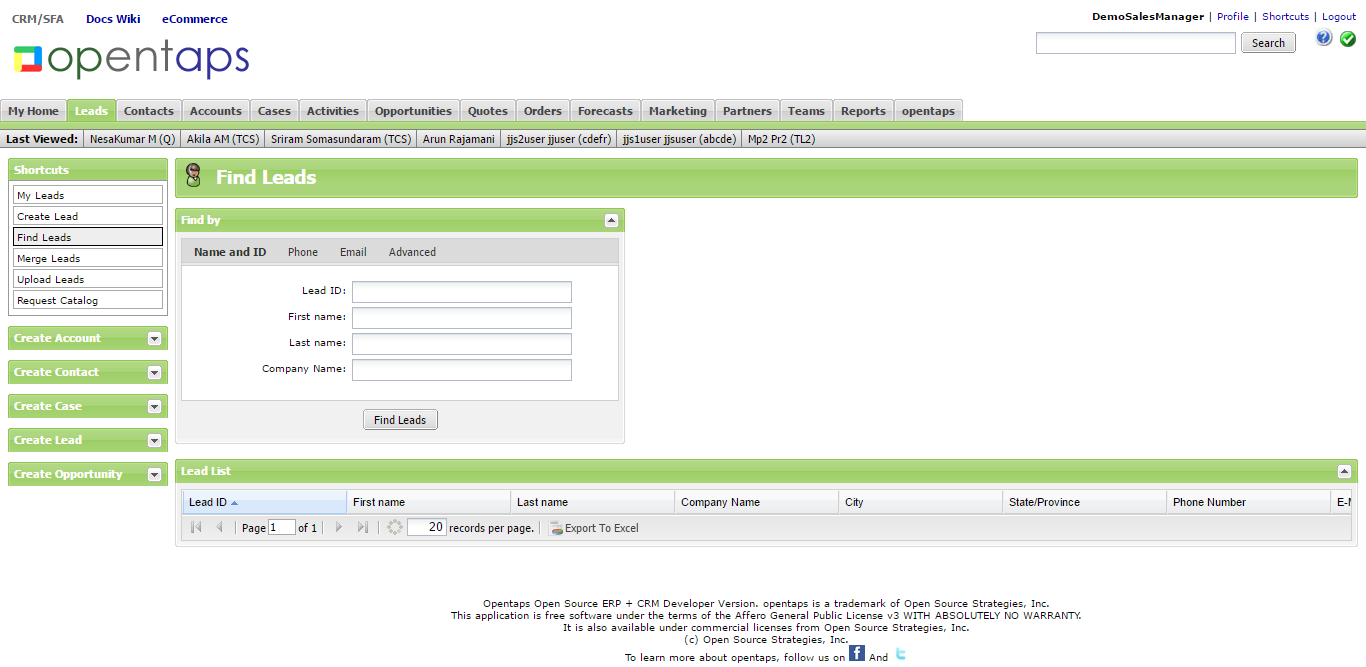 CRM/SFA Docs Wiki eCommerce
DemoSalesManager | Profile | Shortcuts | Logout
opentaps
Search
My Home Leads Contacts Accounts Cases Activities Opportunities Quotes Orders Forecasts Marketing Partners Teams Reports opentaps
Last Viewed: NesaKumar M (Q) Akila AM (TCS) Sriram Somasundaram (TCS) Arun Rajamani jjs2user jjuser (cdefr) jjs1user jjsuser (abcde) Mp2 Pr2 (TL2)
Shortcuts
My Leads
Create Lead
Find Leads
Merge Leads
Upload Leads
Request Catalog
Create Account
Create Contact
Create Case
Create Lead
Create Opportunity
Find Leads
Find by
Name and ID Phone Email Advanced
Lead ID:
First name:
Last name:
Company Name:
Find Leads
Lead List
Lead ID First name Last name Company Name City State/Province Phone Number E-M
Page 1 of 1 20 records per page. Export To Excel
Opentaps Open Source ERP + CRM Developer Version. opentaps is a trademark of Open Source Strategies, Inc.
This application is free software under the terms of the Affero General Public License v3 WITH ABSOLUTELY NO WARRANTY.
It is also available under commercial licenses from Open Source Strategies, Inc.
(c) Open Source Strategies, Inc.
To learn more about opentaps, follow us on f And t